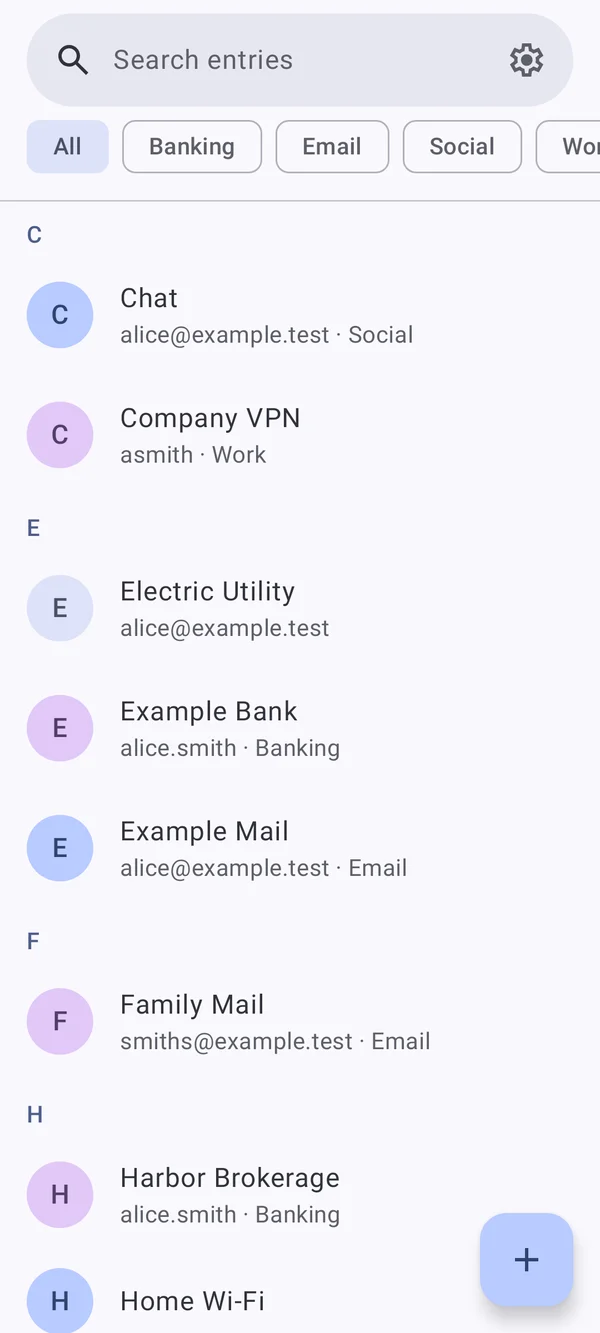 Search entries
All Banking Email Social
C
C Chat
alice@example.test · Social
C Company VPN
asmith · Work
E
E Electric Utility
alice@example.test
E Example Bank
alice.smith · Banking
E Example Mail
alice@example.test · Email
F
F Family Mail
smiths@example.test · Email
H
H Harbor Brokerage
alice.smith · Banking
H Home Wi-Fi